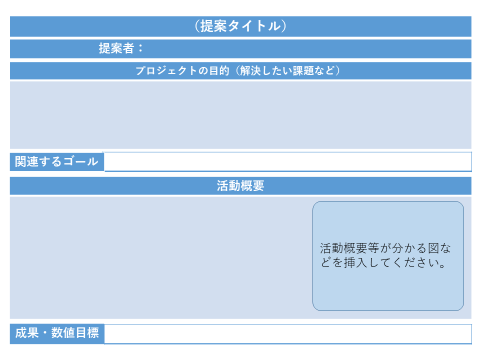 （提案タイトル）
提案者：
プロジェクトの目的（解決したい課題など）
関連するゴール
活動概要
活動概要等が分かる図な
どを挿入してください。
成果・数値目標